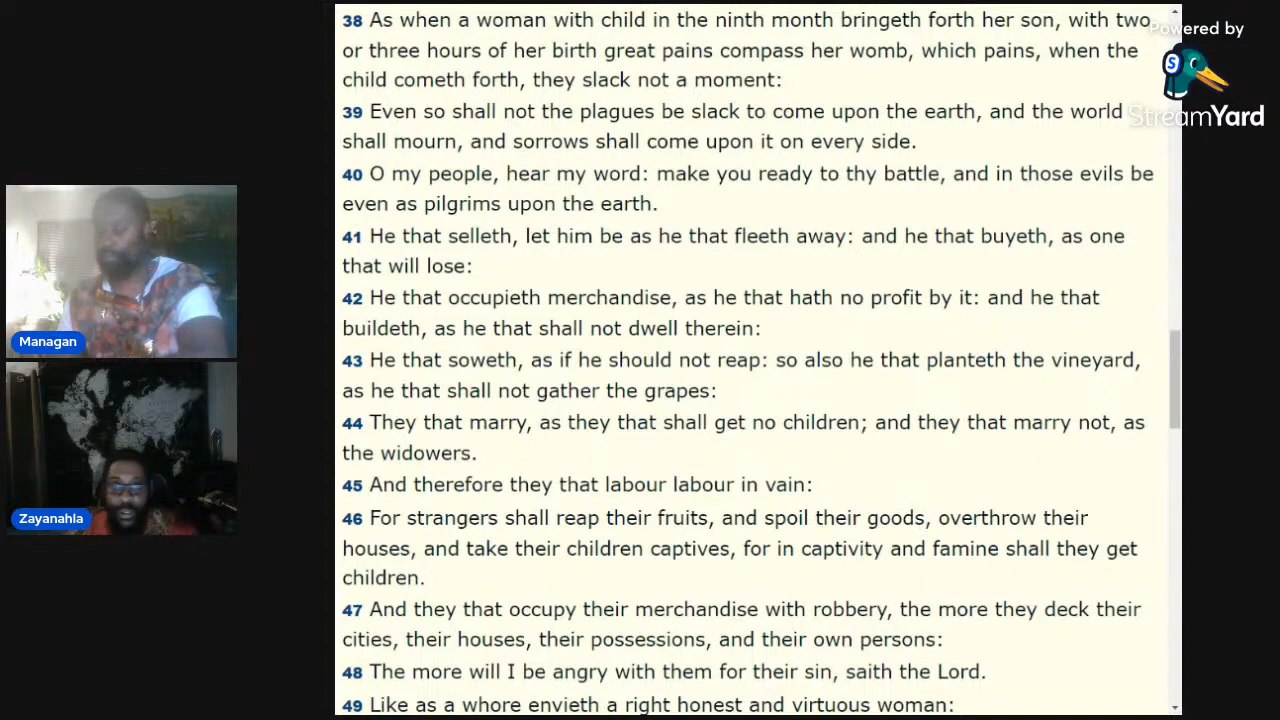 38 As when a woman with child in the ninth month bringeth forth her son, with two
or three hours of her birth great pains compass her womb, which pains, when the
child cometh forth, they slack not a moment:
39 Even so shall not the plagues be slack to come upon the earth, and the world
shall mourn, and sorrows shall come upon it on every side.
40 O my people, hear my word: make you ready to thy battle, and in those evils be
even as pilgrims upon the earth.
41 He that selleth, let him be as he that fleeth away: and he that buyeth, as one
that will lose:
42 He that occupieth merchandise, as he that hath no profit by it: and he that
buildeth, as he that shall not dwell therein:
43 He that soweth, as if he should not reap: so also he that planteth the vineyard,
as he that shall not gather the grapes:
44 They that marry, as they that shall get no children; and they that marry not, as
the widowers.
45 And therefore they that labour labour in vain:
46 For strangers shall reap their fruits, and spoil their goods, overthrow their
houses, and take their children captives, for in captivity and famine shall they get
children.
47 And they that occupy their merchandise with robbery, the more they deck their
cities, their houses, their possessions, and their own persons:
48 The more will I be angry with them for their sin, saith the Lord.
49 Like as a whore envieth a right honest and virtuous woman:
Powered by
S
StreamYard
Managan
Zayanahla